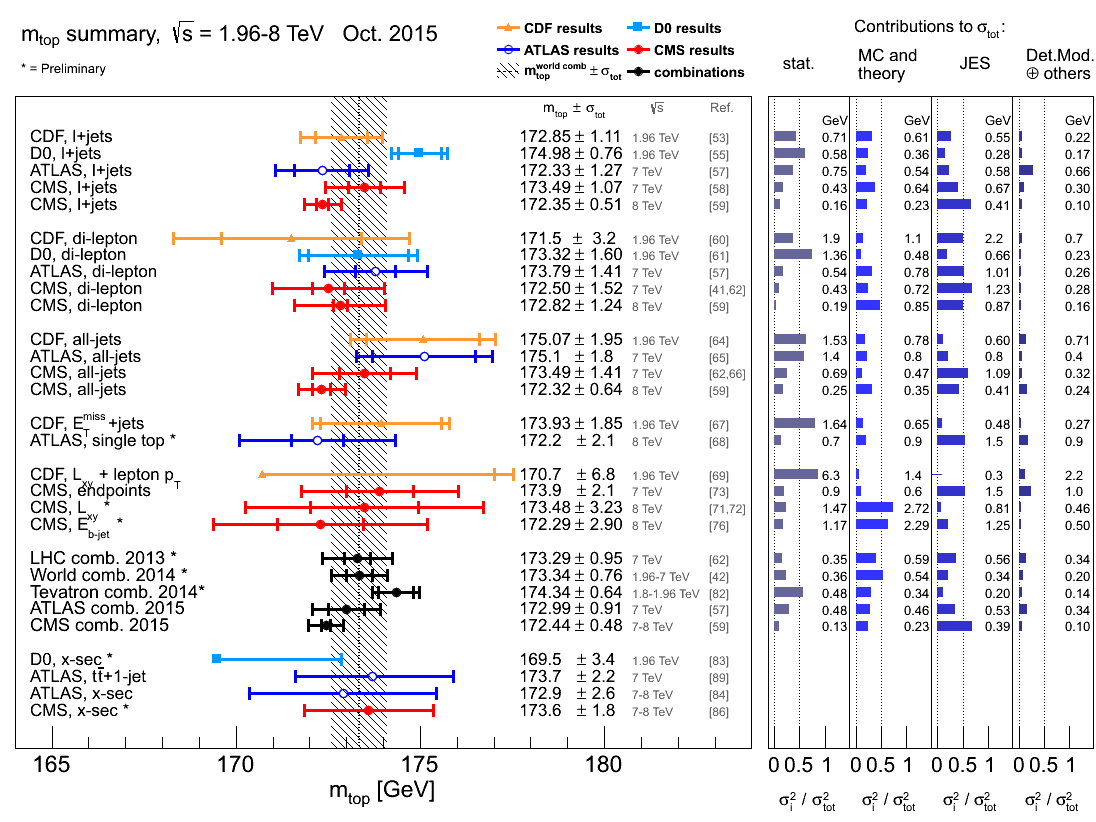 m_top summary, √s = 1.96-8 TeV Oct. 2015
* = Preliminary
CDF results D0 results
ATLAS results CMS results
m_top^world comb ± σ_tot combinations
Contributions to σ_tot:
stat. MC and theory JES Det.Mod. ⊕ others
m_top ± σ_tot √s Ref. GeV GeV GeV GeV
CDF, l+jets 172.85 ± 1.11 1.96 TeV [53] 0.71 0.61 0.55 0.22
D0, l+jets 174.98 ± 0.76 1.96 TeV [55] 0.58 0.36 0.28 0.17
ATLAS, l+jets 172.33 ± 1.27 7 TeV [57] 0.75 0.54 0.58 0.66
CMS, l+jets 173.49 ± 1.07 7 TeV [58] 0.43 0.64 0.67 0.30
CMS, l+jets 172.35 ± 0.51 8 TeV [59] 0.16 0.23 0.41 0.10
CDF, di-lepton 171.5 ± 3.2 1.96 TeV [60] 1.9 1.1 2.2 0.7
D0, di-lepton 173.32 ± 1.60 1.96 TeV [61] 1.36 0.48 0.66 0.23
ATLAS, di-lepton 173.79 ± 1.41 7 TeV [57] 0.54 0.78 1.01 0.26
CMS, di-lepton 172.50 ± 1.52 7 TeV [41,62] 0.43 0.72 1.23 0.28
CMS, di-lepton 172.82 ± 1.24 8 TeV [59] 0.19 0.85 0.87 0.16
CDF, all-jets 175.07 ± 1.95 1.96 TeV [64] 1.53 0.78 0.60 0.71
ATLAS, all-jets 175.1 ± 1.8 7 TeV [65] 1.4 0.8 0.8 0.4
CMS, all-jets 173.49 ± 1.41 7 TeV [62,66] 0.69 0.47 1.09 0.32
CMS, all-jets 172.32 ± 0.64 8 TeV [59] 0.25 0.35 0.41 0.24
CDF, E_T^miss +jets 173.93 ± 1.85 1.96 TeV [67] 1.64 0.65 0.48 0.27
ATLAS, single top * 172.2 ± 2.1 8 TeV [68] 0.7 0.9 1.5 0.9
CDF, L_xy + lepton p_T 170.7 ± 6.8 1.96 TeV [69] 6.3 1.4 0.3 2.2
CMS, endpoints 173.9 ± 2.1 7 TeV [73] 0.9 0.6 1.5 1.0
CMS, L_xy * 173.48 ± 3.23 8 TeV [71,72] 1.47 2.72 0.81 0.46
CMS, E_b-jet * 172.29 ± 2.90 8 TeV [76] 1.17 2.29 1.25 0.50
LHC comb. 2013 * 173.29 ± 0.95 7 TeV [62] 0.35 0.59 0.56 0.34
World comb. 2014 * 173.34 ± 0.76 1.96-7 TeV [42] 0.36 0.54 0.34 0.20
Tevatron comb. 2014* 174.34 ± 0.64 1.8-1.96 TeV [82] 0.48 0.34 0.20 0.14
ATLAS comb. 2015 172.99 ± 0.91 7 TeV [57] 0.48 0.46 0.53 0.34
CMS comb. 2015 172.44 ± 0.48 7-8 TeV [59] 0.13 0.23 0.39 0.10
D0, x-sec * 169.5 ± 3.4 1.96 TeV [83]
ATLAS, tt̄+1-jet 173.7 ± 2.2 7 TeV [89]
ATLAS, x-sec 172.9 ± 2.6 7-8 TeV [84]
CMS, x-sec * 173.6 ± 1.8 7-8 TeV [86]
165 170 175 180 0 0.5 1 0 0.5 1 0 0.5 1 0 0.5 1
m_top [GeV] σ_i² / σ_tot² σ_i² / σ_tot² σ_i² / σ_tot² σ_i² / σ_tot²